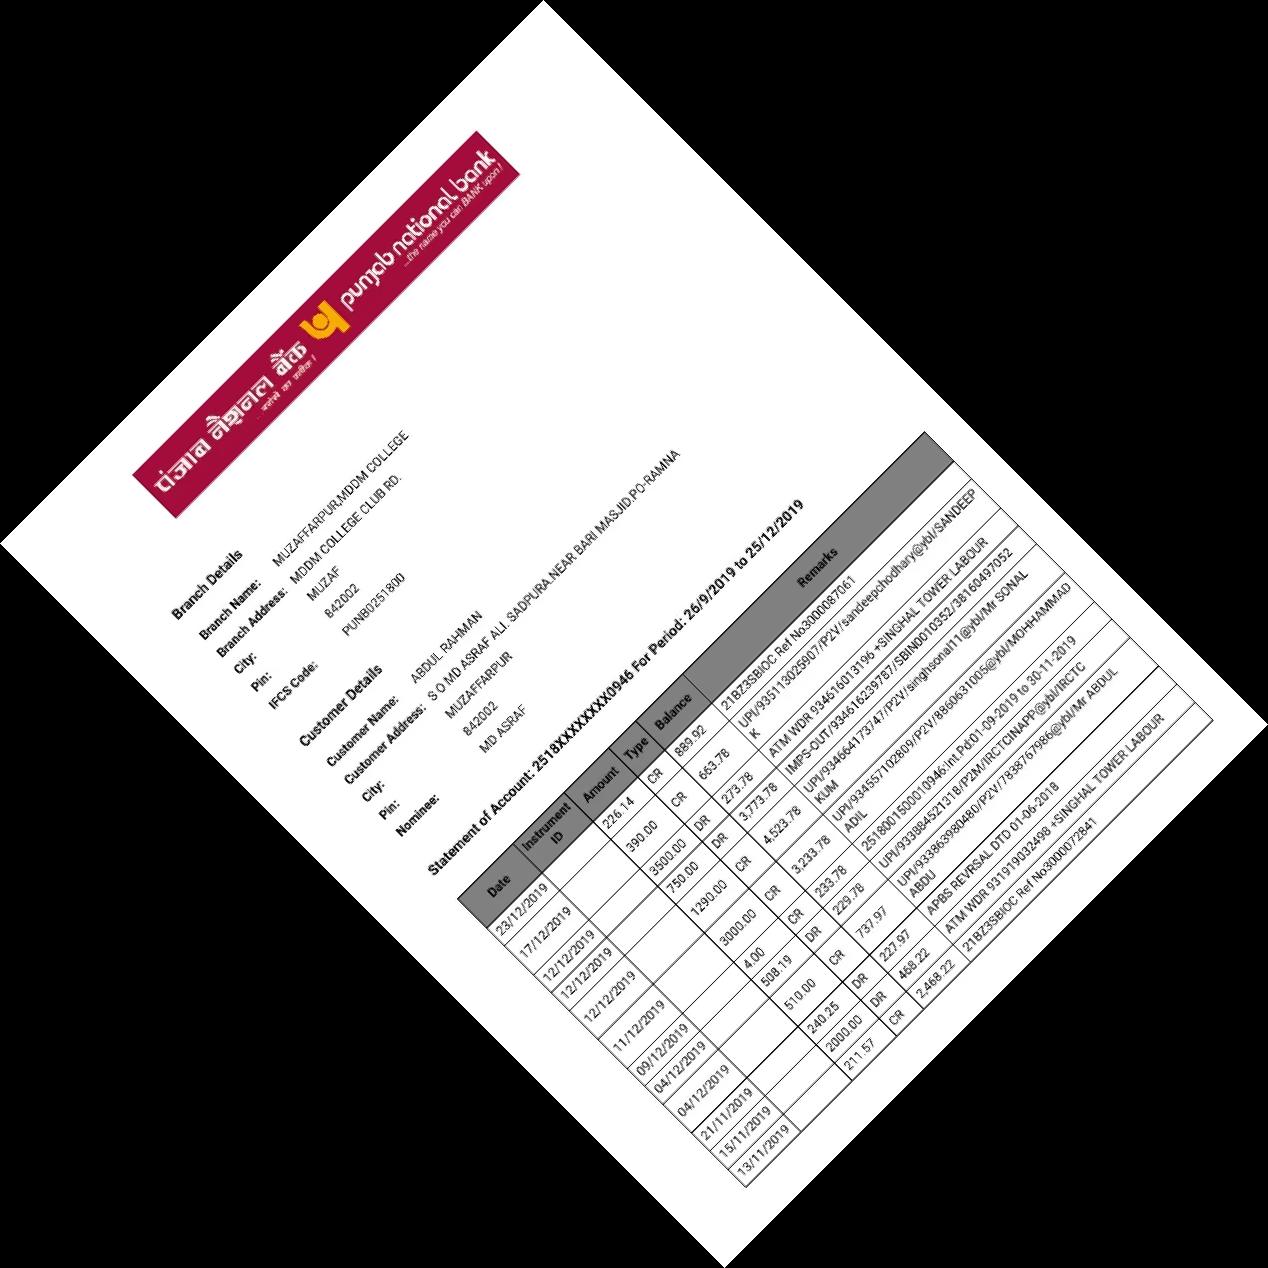 पंजाब नैशनल बैंक punjab national bank
...भरोसे का प्रतीक ! ...the name you can BANK upon !
Branch Details
Branch Name: MUZAFFARPUR,MDDM COLLEGE
Branch Address: MDDM COLLEGE CLUB RD.
City: MUZAF
Pin: 842002
IFCS Code: PUNB0251800
Customer Details
Customer Name: ABDUL RAHMAN
Customer Address: S O MD ASRAF ALI. SADPURA.NEAR BARI MASJID.PO-RAMNA
City: MUZAFFARPUR
Pin: 842002
Nominee: MD ASRAF
Statement of Account: 2518XXXXXXXX0946 For Period: 26/9/2019 to 25/12/2019
Date Instrument ID Amount Type Balance Remarks
23/12/2019 226.14 CR 889.92 21BZ3SBIOC Ref No3000087061
17/12/2019 390.00 CR 663.78 UPI/935113025907/P2V/sandeepchodhary@ybl/SANDEEP
K
12/12/2019 3500.00 DR 273.78 ATM WDR 934616013196 +SINGHAL TOWER LABOUR
12/12/2019 750.00 DR 3,773.78 IMPS-OUT/934616239787/SBIN0010352/38160497052
12/12/2019 1290.00 CR 4,523.78 UPI/934664173747/P2V/singhsonal11@ybl/Mr SONAL
KUM
11/12/2019 3000.00 CR 3,233.78 UPI/934557102809/P2V/8860631005@ybl/MOHHAMMAD
ADIL
09/12/2019 4.00 CR 233.78 2518001500010946:Int.Pd:01-09-2019 to 30-11-2019
04/12/2019 508.19 DR 229.78 UPI/933884521318/P2M/IRCTCINAPP@ybl/IRCTC
04/12/2019 510.00 CR 737.97 UPI/933863980480/P2V/7838767986@ybl/Mr ABDUL
ABDU
21/11/2019 240.25 DR 227.97 APBS REVRSAL DTD 01-06-2018
15/11/2019 2000.00 DR 468.22 ATM WDR 931919032498 +SINGHAL TOWER LABOUR
13/11/2019 211.57 CR 2,468.22 21BZ3SBIOC Ref No3000072841